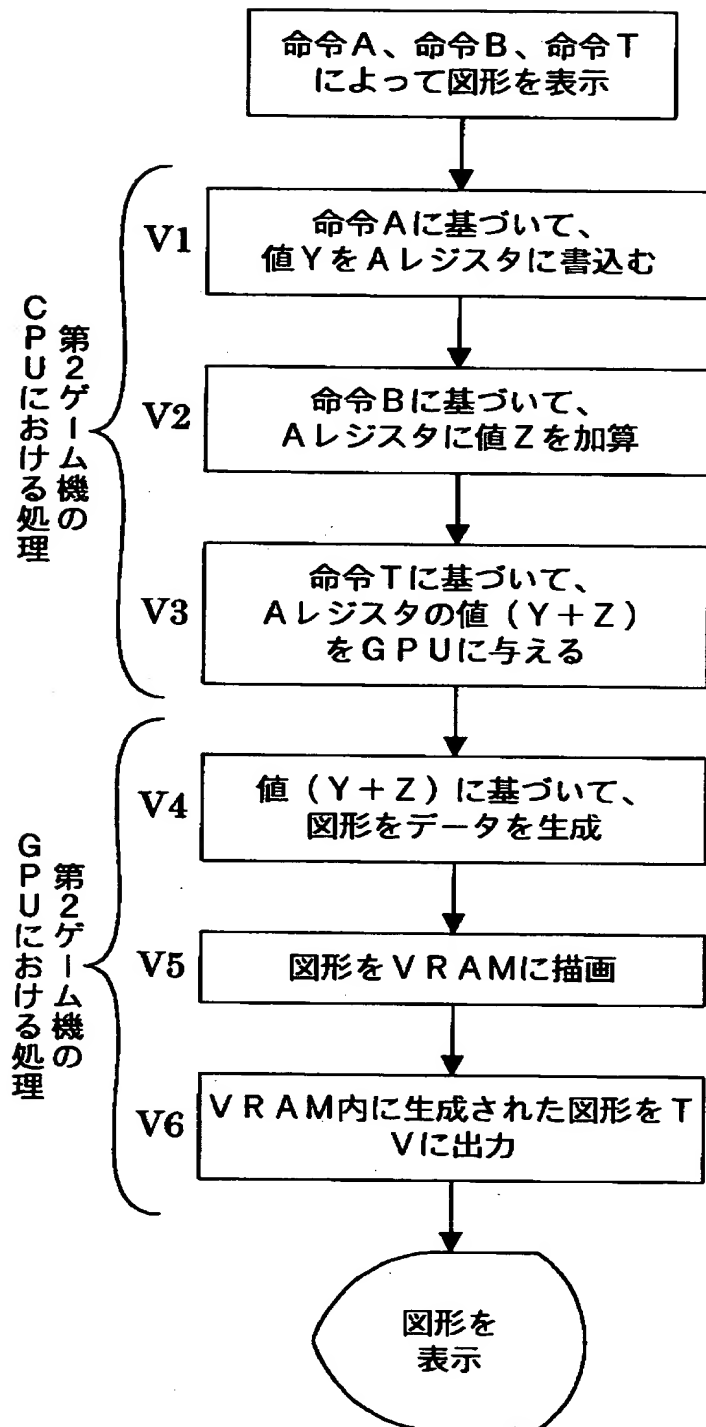 命令A、命令B、命令T
によって図形を表示
第2ゲーム機の
CPUにおける処理
V1
命令Aに基づいて、
値YをAレジスタに書込む
V2
命令Bに基づいて、
Aレジスタに値Zを加算
V3
命令Tに基づいて、
Aレジスタの値（Y+Z）
をGPUに与える
第2ゲーム機の
GPUにおける処理
V4
値（Y+Z）に基づいて、
図形をデータを生成
V5
図形をVRAMに描画
V6
VRAM内に生成された図形をT
Vに出力
図形を
表示